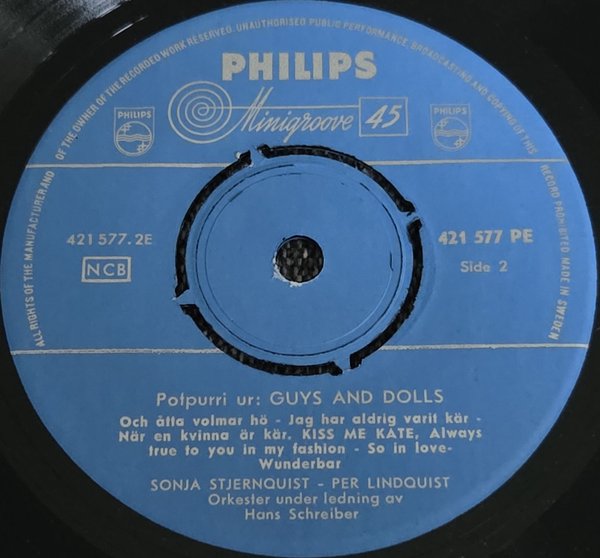 ALL RIGHTS OF THE MANUFACTURER AND OF THE OWNER OF THE RECORDED WORK RESERVED. UNAUTHORISED PUBLIC PERFORMANCE, BROADCASTING AND COPYING OF THIS RECORD PROHIBITED MADE IN SWEDEN
PHILIPS
Minigroove 45
PHILIPS
PHILIPS
421 577.2E
421 577 PE
NCB
Side 2
Potpurri ur: GUYS AND DOLLS
Och åtta volmar hö - Jag har aldrig varit kär -
När en kvinna är kär. KISS ME KATE, Always
true to you in my fashion - So in love-
Wunderbar
SONJA STJERNQUIST - PER LINDQUIST
Orkester under ledning av
Hans Schreiber